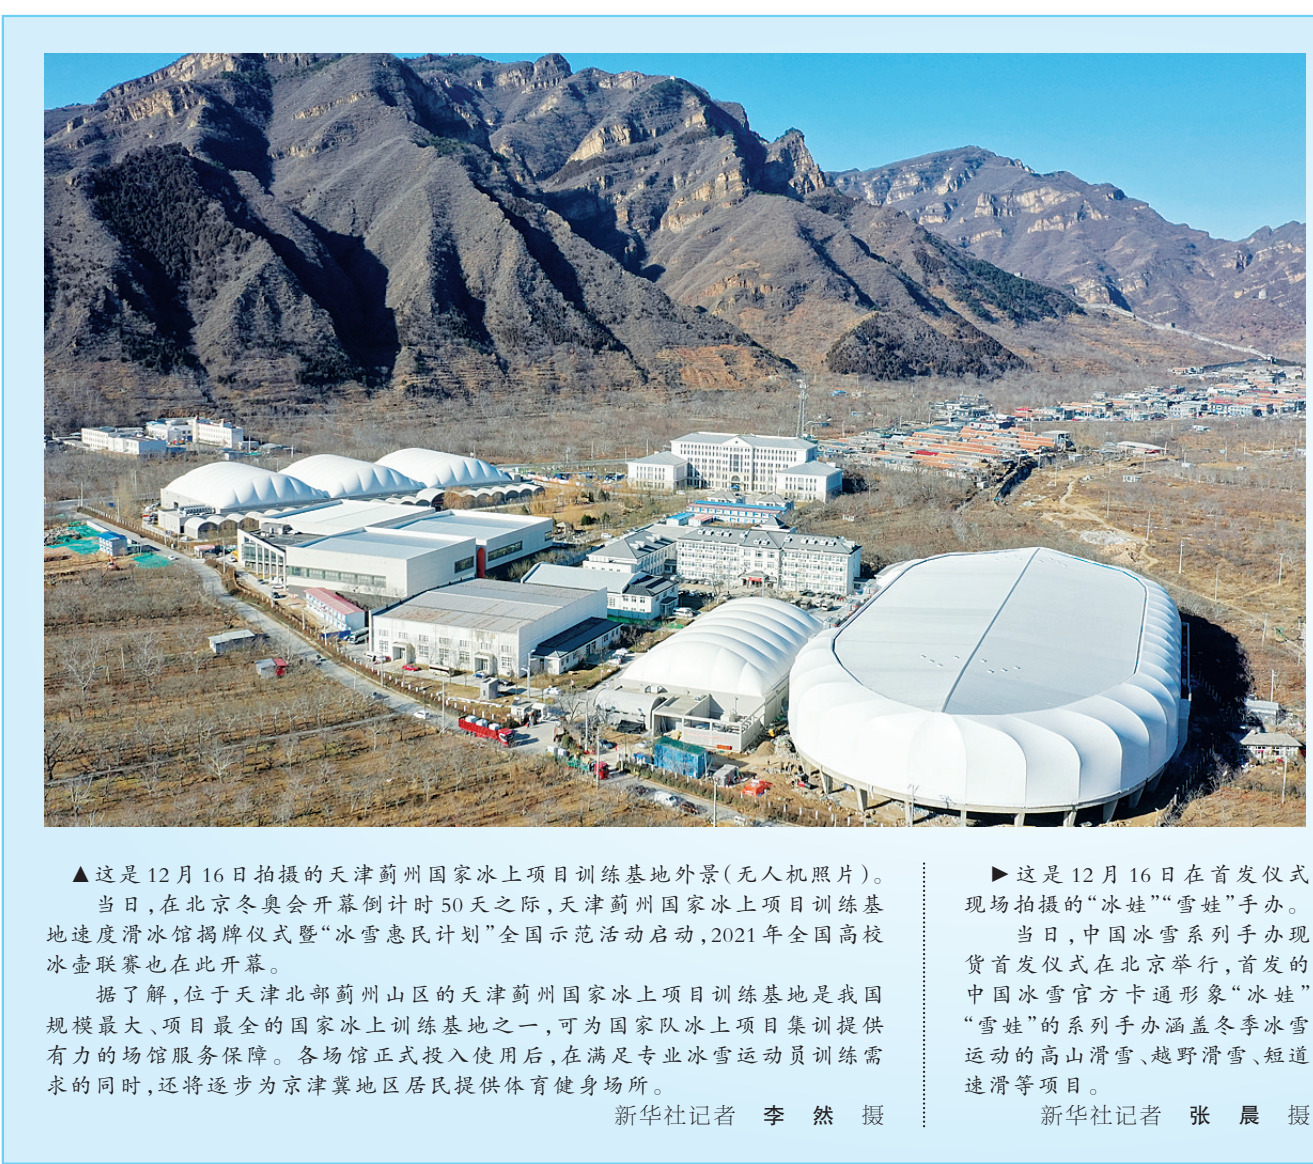 ▲这是12月16日拍摄的天津蓟州国家冰上项目训练基地外景(无人机照片)。
当日,在北京冬奥会开幕倒计时50天之际,天津蓟州国家冰上项目训练基
地速度滑冰馆揭牌仪式暨“冰雪惠民计划”全国示范活动启动,2021年全国高校
冰壶联赛也在此开幕。
据了解,位于天津北部蓟州山区的天津蓟州国家冰上项目训练基地是我国
规模最大、项目最全的国家冰上训练基地之一,可为国家队冰上项目集训提供
有力的场馆服务保障。各场馆正式投入使用后,在满足专业冰雪运动员训练需
求的同时,还将逐步为京津冀地区居民提供体育健身场所。
新华社记者 李 然 摄
▶这是12月16日在首发仪式
现场拍摄的“冰娃”“雪娃”手办。
当日,中国冰雪系列手办现
货首发仪式在北京举行,首发的
中国冰雪官方卡通形象“冰娃”
“雪娃”的系列手办涵盖冬季冰雪
运动的高山滑雪、越野滑雪、短道
速滑等项目。
新华社记者 张 晨 摄